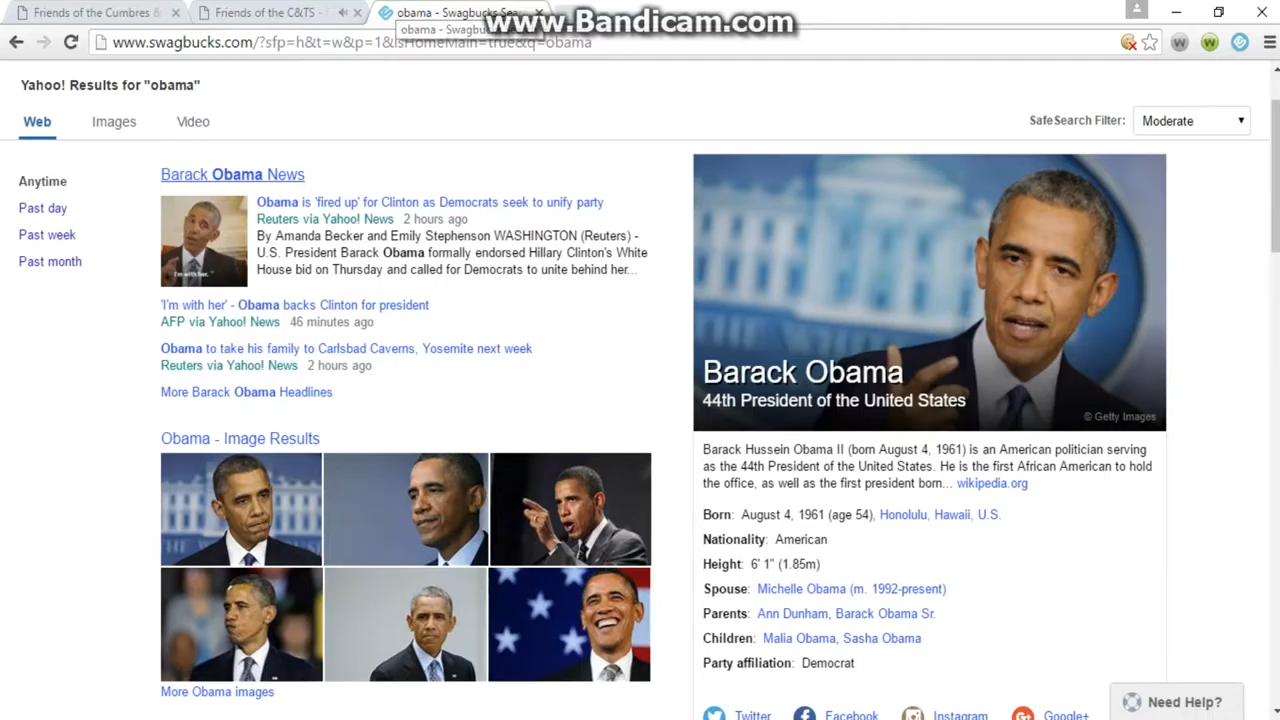 Friends of the Cumbres &
Friends of the C&TS -
obama - Swagbucks Sea
www.Bandicam.com
obama - Swagbu
www.swagbucks.com/?sfp=h&t=w&p=1&isHomeMain=true&q=obama
Yahoo! Results for "obama"
Web
Images
Video
SafeSearch Filter:
Moderate
Anytime
Past day
Past week
Past month
Barack Obama News
Obama is 'fired up' for Clinton as Democrats seek to unify party
Reuters via Yahoo! News 2 hours ago
By Amanda Becker and Emily Stephenson WASHINGTON (Reuters) -
U.S. President Barack Obama formally endorsed Hillary Clinton's White
House bid on Thursday and called for Democrats to unite behind her...
I'm with her.
'I'm with her' - Obama backs Clinton for president
AFP via Yahoo! News 46 minutes ago
Obama to take his family to Carlsbad Caverns, Yosemite next week
Reuters via Yahoo! News 2 hours ago
More Barack Obama Headlines
Obama - Image Results
More Obama images
Barack Obama
44th President of the United States
© Getty Images
Barack Hussein Obama II (born August 4, 1961) is an American politician serving
as the 44th President of the United States. He is the first African American to hold
the office, as well as the first president born... wikipedia.org
Born: August 4, 1961 (age 54), Honolulu, Hawaii, U.S.
Nationality: American
Height: 6' 1" (1.85m)
Spouse: Michelle Obama (m. 1992-present)
Parents: Ann Dunham, Barack Obama Sr.
Children: Malia Obama, Sasha Obama
Party affiliation: Democrat
Twitter
Facebook
Instagram
Google+
Need Help?